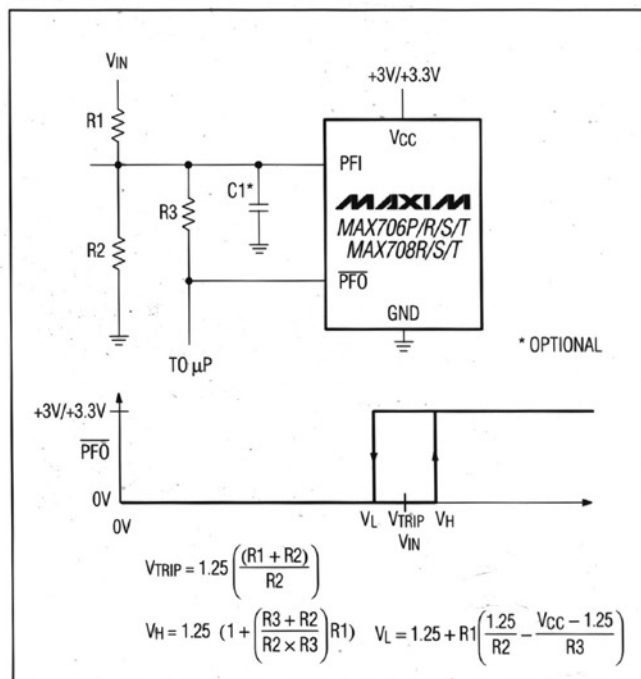 VIN
+3V/+3.3V
R1
VCC
PFI
C1*
R3
MAXIM
R2
MAX706P/R/S/T
MAX708R/S/T
PFO
GND
* OPTIONAL
TO μP
+3V/+3.3V
PFO
0V
0V
VL
VTRIP
VH
VIN
VTRIP = 1.25 ((R1 + R2) / R2)
VH = 1.25 (1 + (R3 + R2 / R2 × R3) R1)
VL = 1.25 + R1 (1.25 / R2 − VCC − 1.25 / R3)